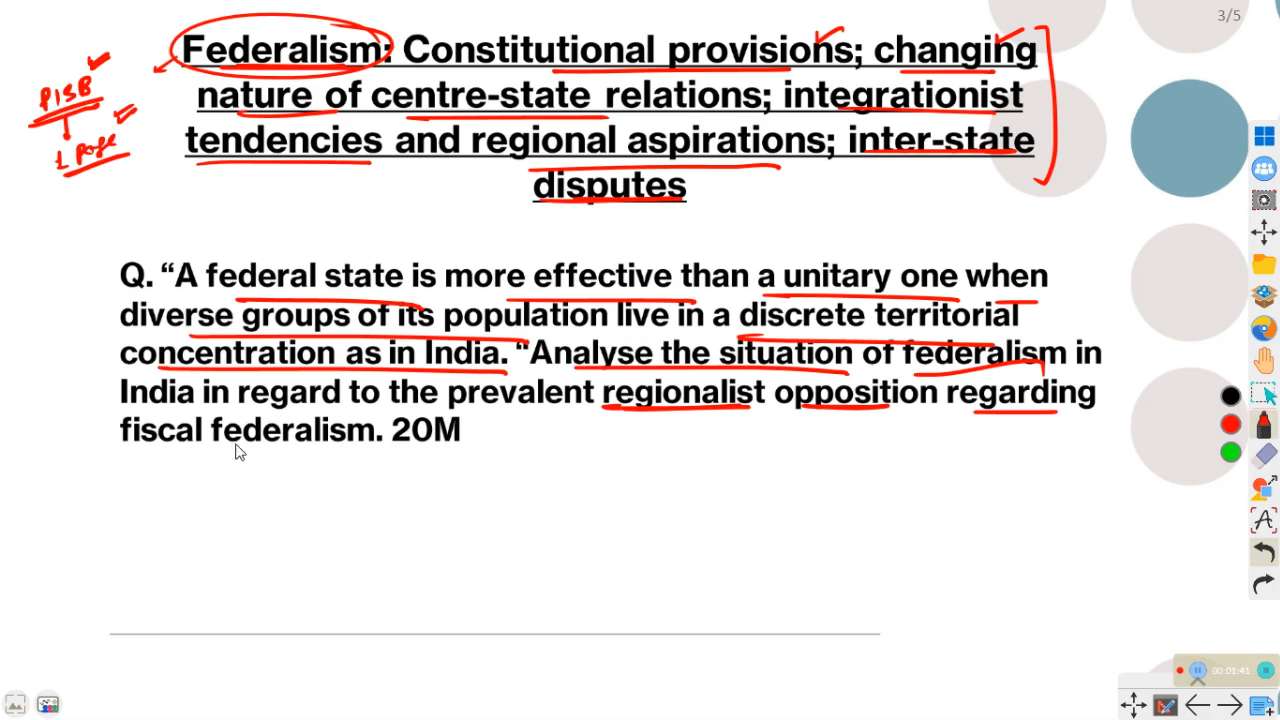 3/5
Federalism: Constitutional provisions; changing
nature of centre-state relations; integrationist
tendencies and regional aspirations; inter-state
disputes
PISB
1 Page
Q. “A federal state is more effective than a unitary one when
diverse groups of its population live in a discrete territorial
concentration as in India. “Analyse the situation of federalism in
India in regard to the prevalent regionalist opposition regarding
fiscal federalism. 20M
00:01:41